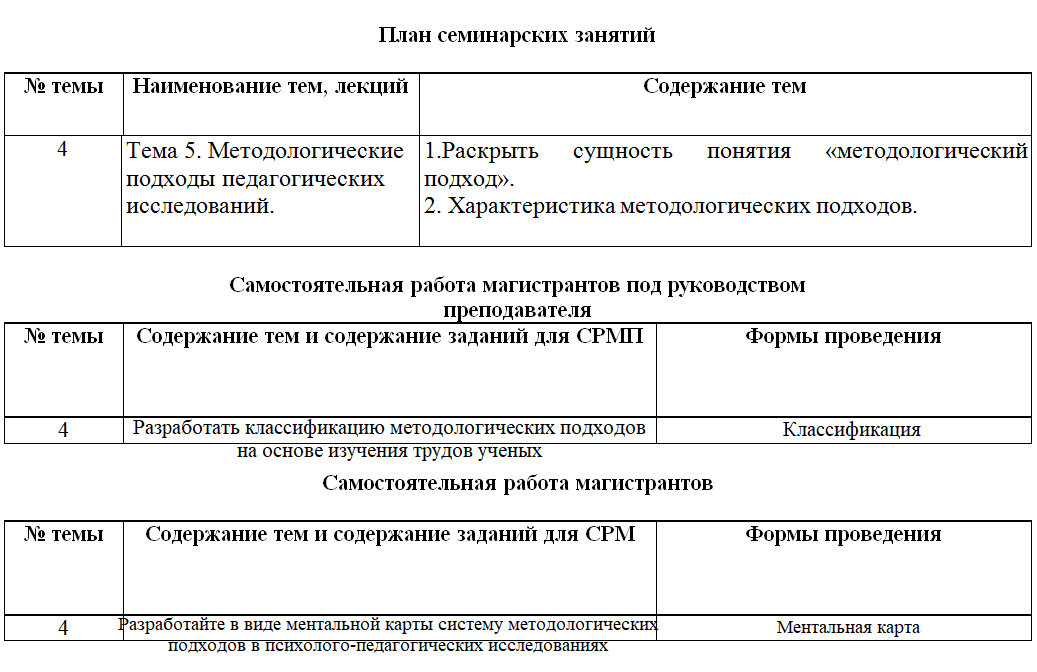 План семинарских занятий
№ темы Наименование тем, лекций Содержание тем
4 Тема 5. Методологические 1.Раскрыть сущность понятия «методологический
подходы педагогических подход».
исследований. 2. Характеристика методологических подходов.
Самостоятельная работа магистрантов под руководством
преподавателя
№ темы Содержание тем и содержание заданий для СРМП Формы проведения
4 Разработать классификацию методологических подходов Классификация
на основе изучения трудов ученых
Самостоятельная работа магистрантов
№ темы Содержание тем и содержание заданий для СРМ Формы проведения
4 Разработайте в виде ментальной карты систему методологических Ментальная карта
подходов в психолого-педагогических исследованиях